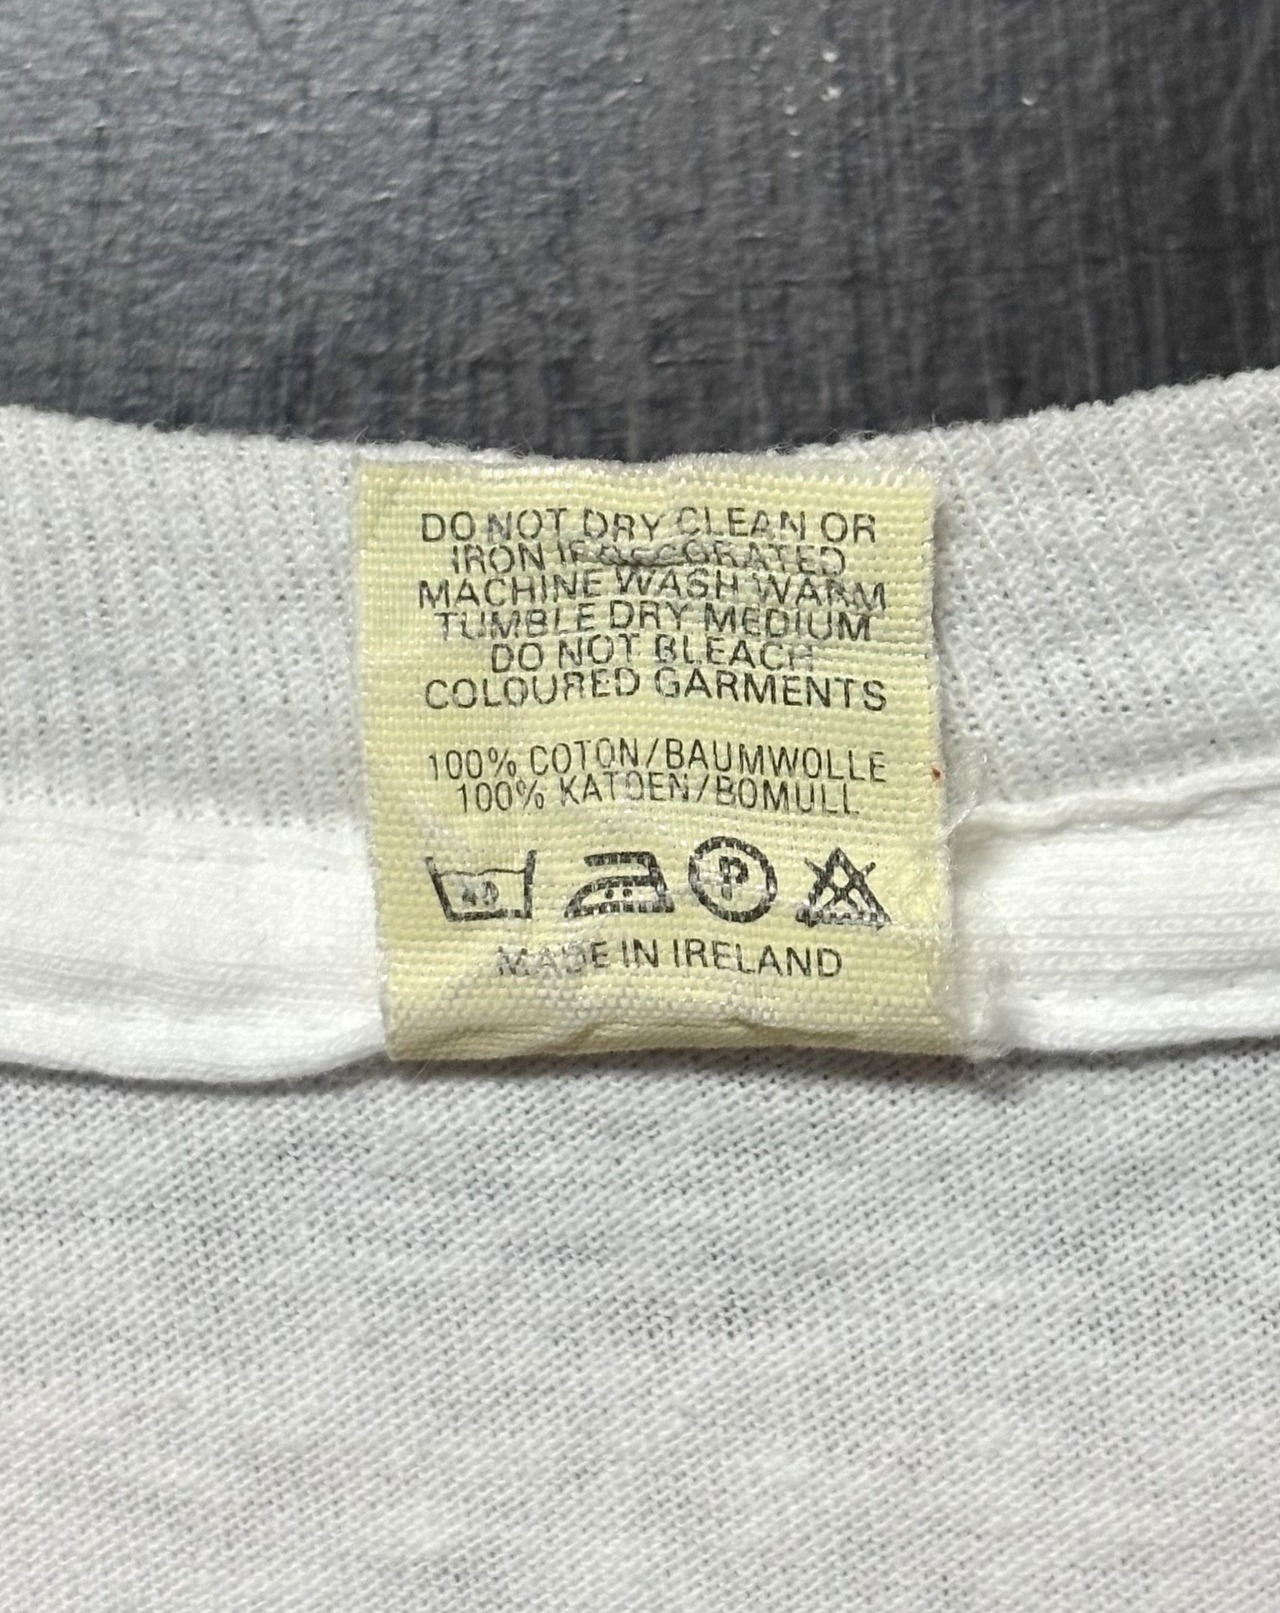 DO NOT DRY CLEAN OR
IRON IF DECORATED
MACHINE WASH WARM
TUMBLE DRY MEDIUM
DO NOT BLEACH
COLOURED GARMENTS
100% COTON/BAUMWOLLE
100% KATOEN/BOMULL
40 P
MADE IN IRELAND